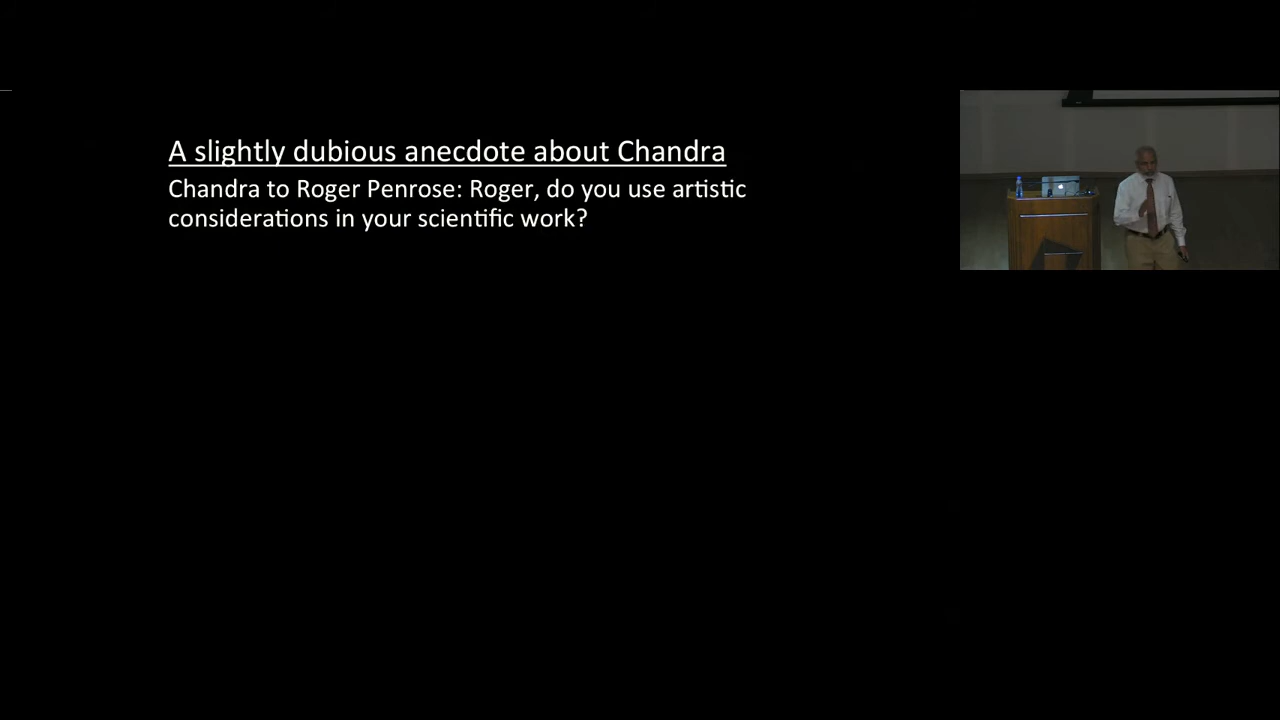 A slightly dubious anecdote about Chandra
Chandra to Roger Penrose: Roger, do you use artistic
considerations in your scientific work?